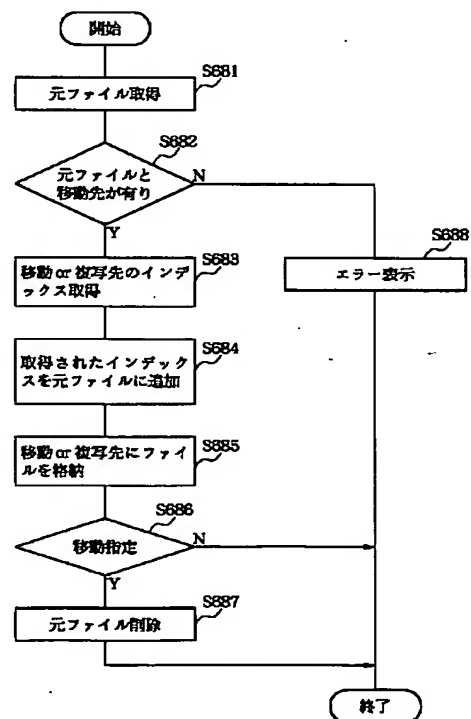 開始
S681
元ファイル取得
S682
元ファイルと
移動先が有り
N
Y
S683
移動or複写先のインデ
ックス取得
S688
エラー表示
S684
取得されたインデック
スを元ファイルに追加
S685
移動or複写先にファイ
ルを格納
S686
移動指定
N
Y
S687
元ファイル削除
終了